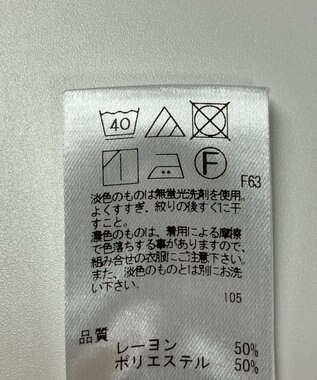 40
F
F63
淡色のものは無蛍光洗剤を使用。
よくすすぎ、絞りの後すぐに干
すこと。
濃色のものは、着用による摩擦
で色落ちする事がありますので、
組み合せの衣服にご注意下さい。
また、淡色のものとは別にお洗
い下さい。
105
品質
レーヨン 50%
ポリエステル 50%